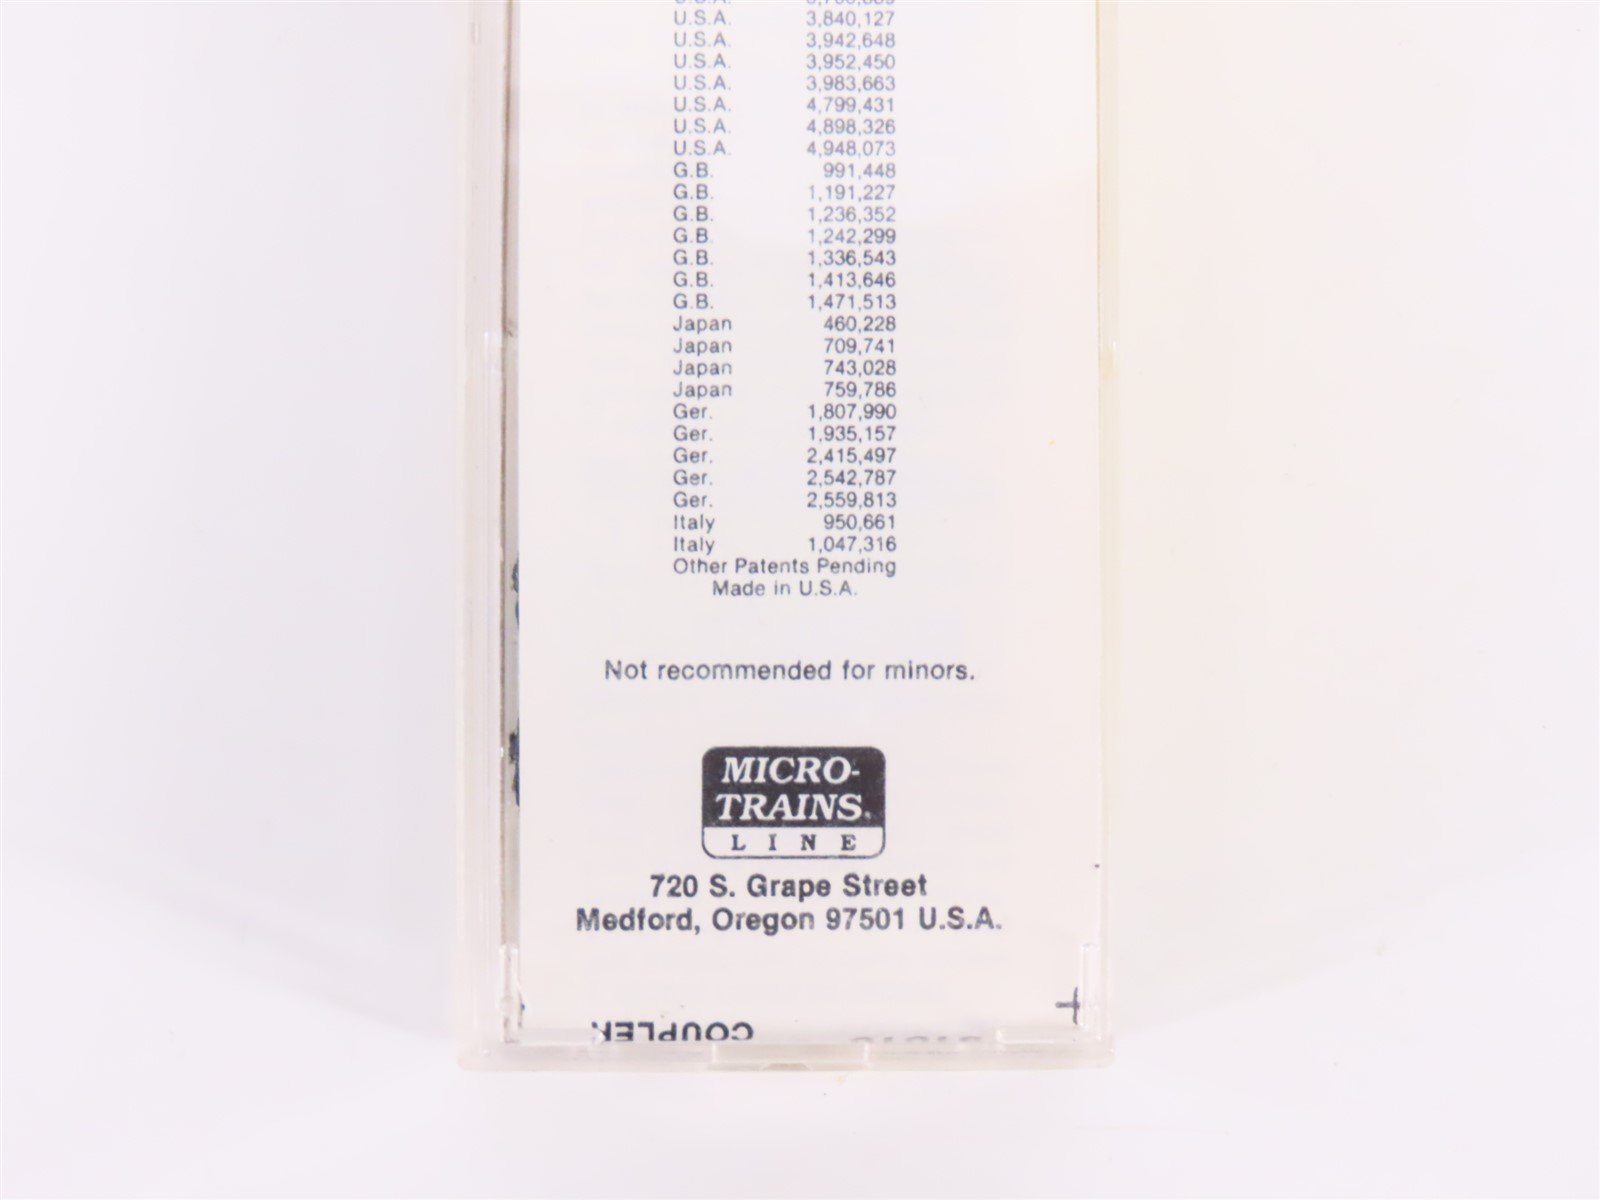 U.S.A. 3,840,127
U.S.A. 3,942,648
U.S.A. 3,952,450
U.S.A. 3,983,663
U.S.A. 4,799,431
U.S.A. 4,898,326
U.S.A. 4,948,073
G.B. 991,448
G.B. 1,191,227
G.B. 1,236,352
G.B. 1,242,299
G.B. 1,336,543
G.B. 1,413,646
G.B. 1,471,513
Japan 460,228
Japan 709,741
Japan 743,028
Japan 759,786
Ger. 1,807,990
Ger. 1,935,157
Ger. 2,415,497
Ger. 2,542,787
Ger. 2,559,813
Italy 950,661
Italy 1,047,316
Other Patents Pending
Made in U.S.A.
Not recommended for minors.
MICRO-
TRAINS®
LINE
720 S. Grape Street
Medford, Oregon 97501 U.S.A.
COUPLER